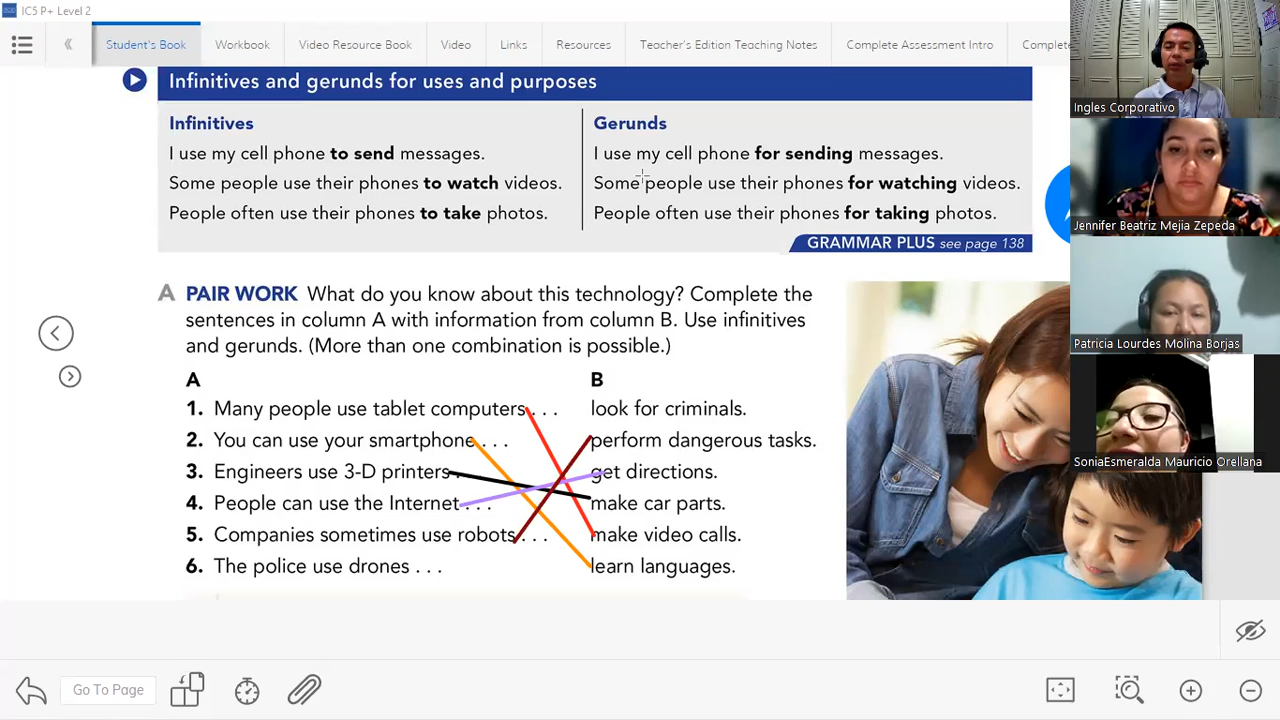 IC5 P+ Level 2
Student's Book
Workbook
Video Resource Book
Links
Resources
Teacher's Edition Teaching Notes
Complete Assessment Intro
Infinitives and gerunds for uses and purposes
Infinitives
I use my cell phone to send messages.
Some people use their phones to watch videos.
People often use their phones to take photos.
Gerunds
I use my cell phone for sending messages.
Some people use their phones for watching videos.
People often use their phones for taking photos.
GRAMMAR PLUS see page 138
A PAIR WORK What do you know about this technology? Complete the
sentences in column A with information from column B. Use infinitives
and gerunds. (More than one combination is possible.)
A
1. Many people use tablet computers . . .
2. You can use your smartphone . . .
3. Engineers use 3-D printers . . .
4. People can use the Internet . . .
5. Companies sometimes use robots . . .
6. The police use drones . . .
B
look for criminals.
perform dangerous tasks.
get directions.
make car parts.
make video calls.
learn languages.
Ingles Corporativo
Jennifer Beatriz Mejia Zepeda
Patricia Lourdes Molina Borjas
SoniaEsmeralda Mauricio Orellana
Go To Page